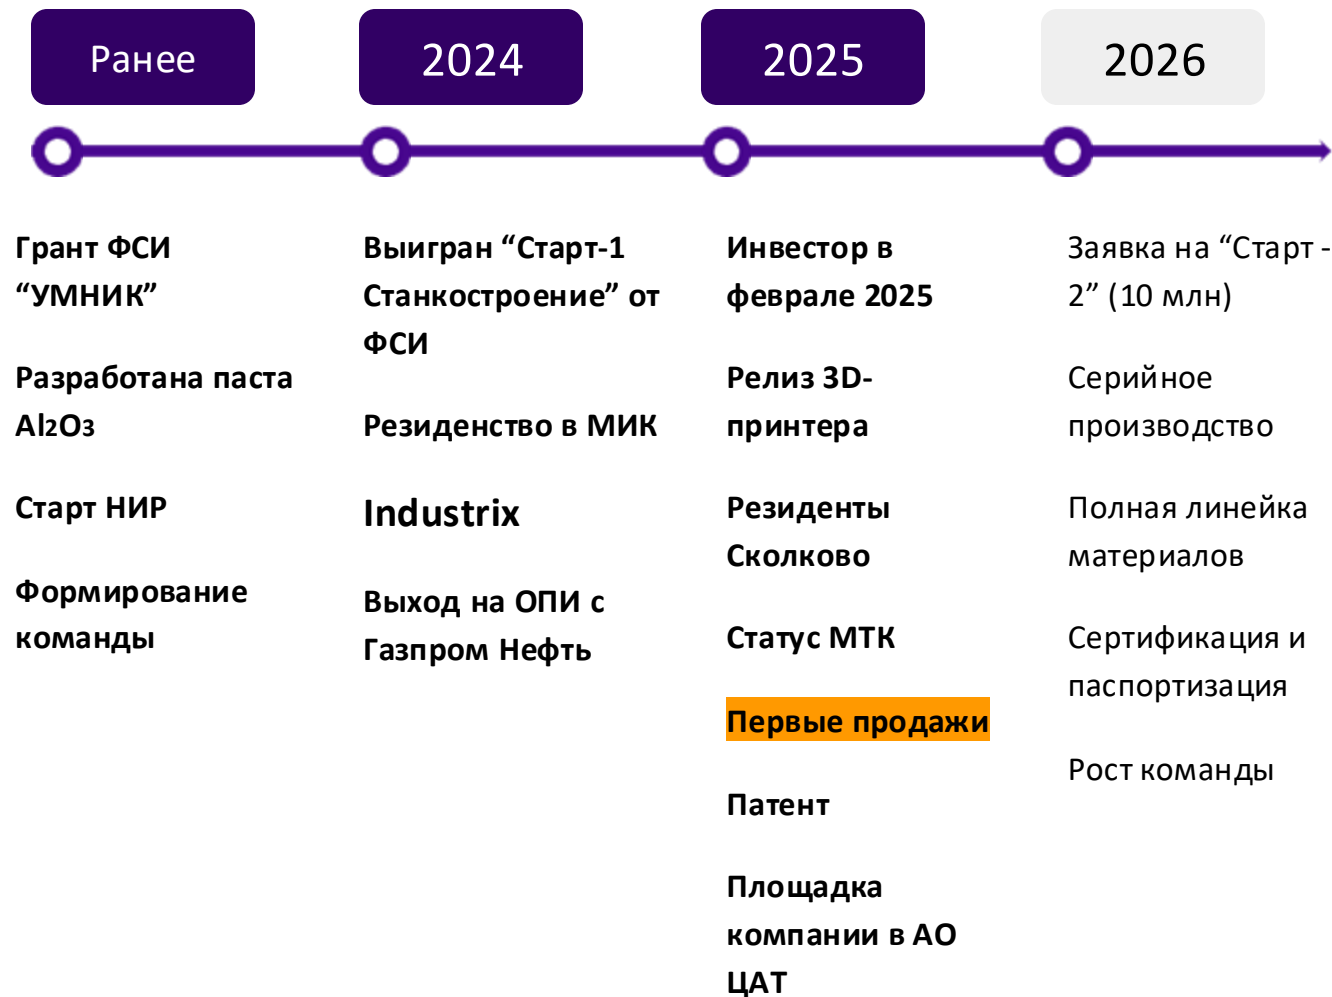 Ранее
2024
2025
2026
Грант ФСИ
“УМНИК”
Разработана паста
Al2O3
Старт НИР
Формирование
команды
Выигран “Старт-1
Станкостроение” от
ФСИ
Резиденство в МИК
Industrix
Выход на ОПИ с
Газпром Нефть
Инвестор в
феврале 2025
Релиз 3D-
принтера
Резиденты
Сколково
Статус МТК
Первые продажи
Патент
Площадка
компании в АО
ЦАТ
Заявка на “Старт -
2” (10 млн)
Серийное
производство
Полная линейка
материалов
Сертификация и
паспортизация
Рост команды